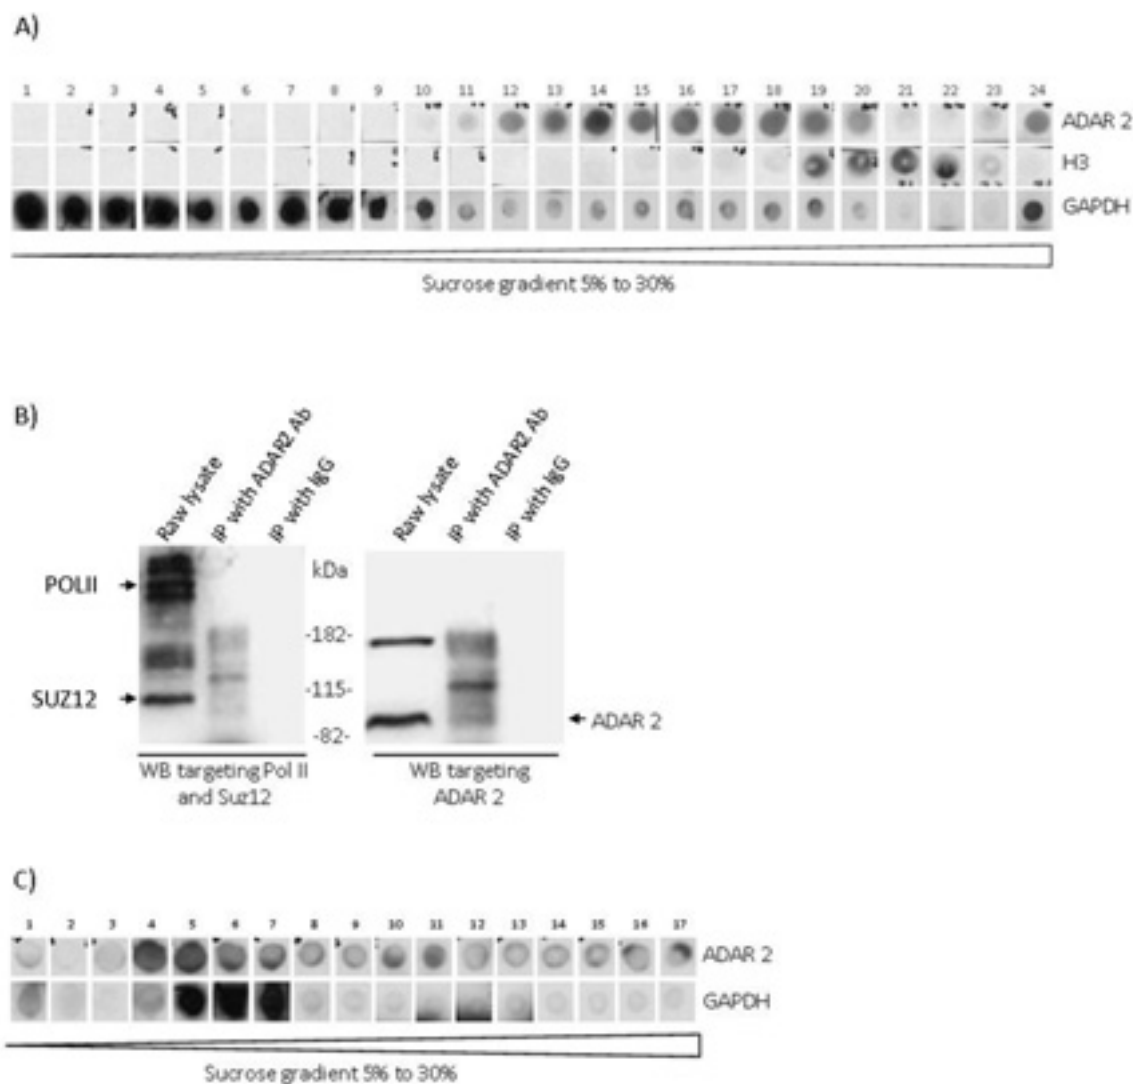 A)
1 2 3 4 5 6 7 8 9 10 11 12 13 14 15 16 17 18 19 20 21 22 23 24
ADAR 2
H3
GAPDH
Sucrose gradient 5% to 30%
B)
Raw lysate
IP with ADAR2 Ab
IP with IgG
Raw lysate
IP with ADAR2 Ab
IP with IgG
kDa
POLII
-182-
SUZ12
-115-
ADAR 2
-82-
WB targeting Pol II
and Suz12
WB targeting
ADAR 2
C)
1 2 3 4 5 6 7 8 9 10 11 12 13 14 15 16 17
ADAR 2
GAPDH
Sucrose gradient 5% to 30%